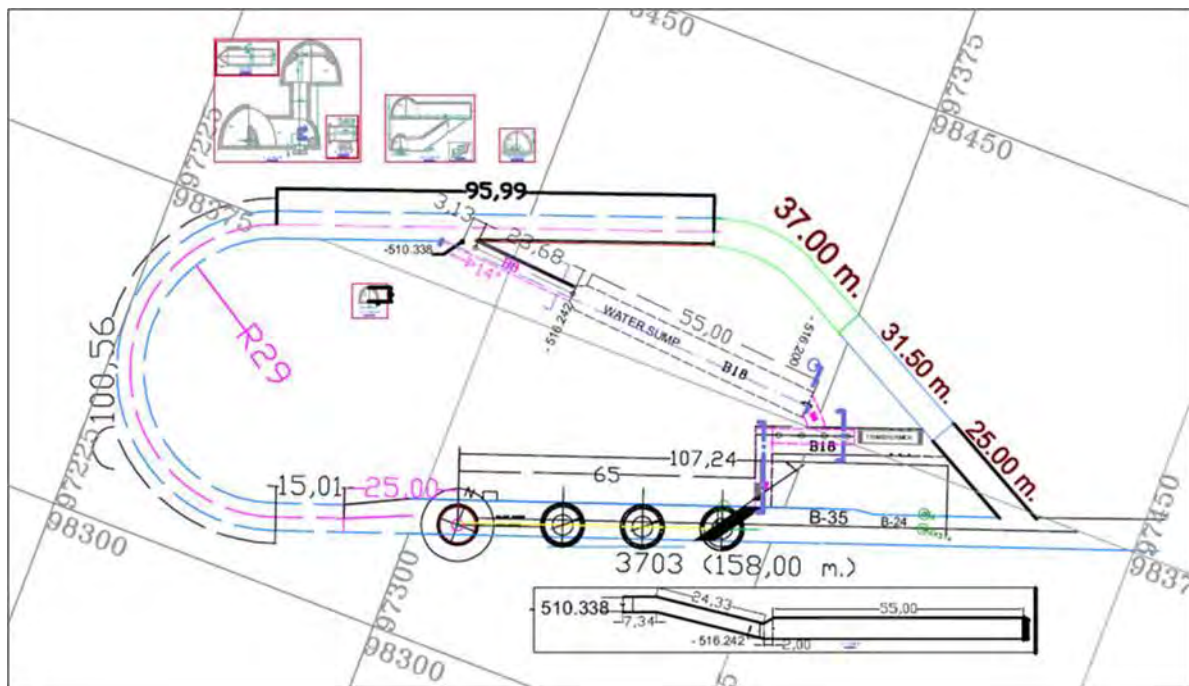 98450
97375
98450
97225
98375
95,99
3,13
37.00 m.
-510.338
23,68
14°
- 516.242
WATER SUMP
55,00
B18
- 516.200
R29
31.50 m.
100,56
B18
25.00 m.
107,24
65
15,01
25,00
N
97225
98300
B-35
B-24
97450
3703 (158,00 m.)
97300
98300
9837
24,33
55,00
- 510.338
7,34
- 516.242
2,00